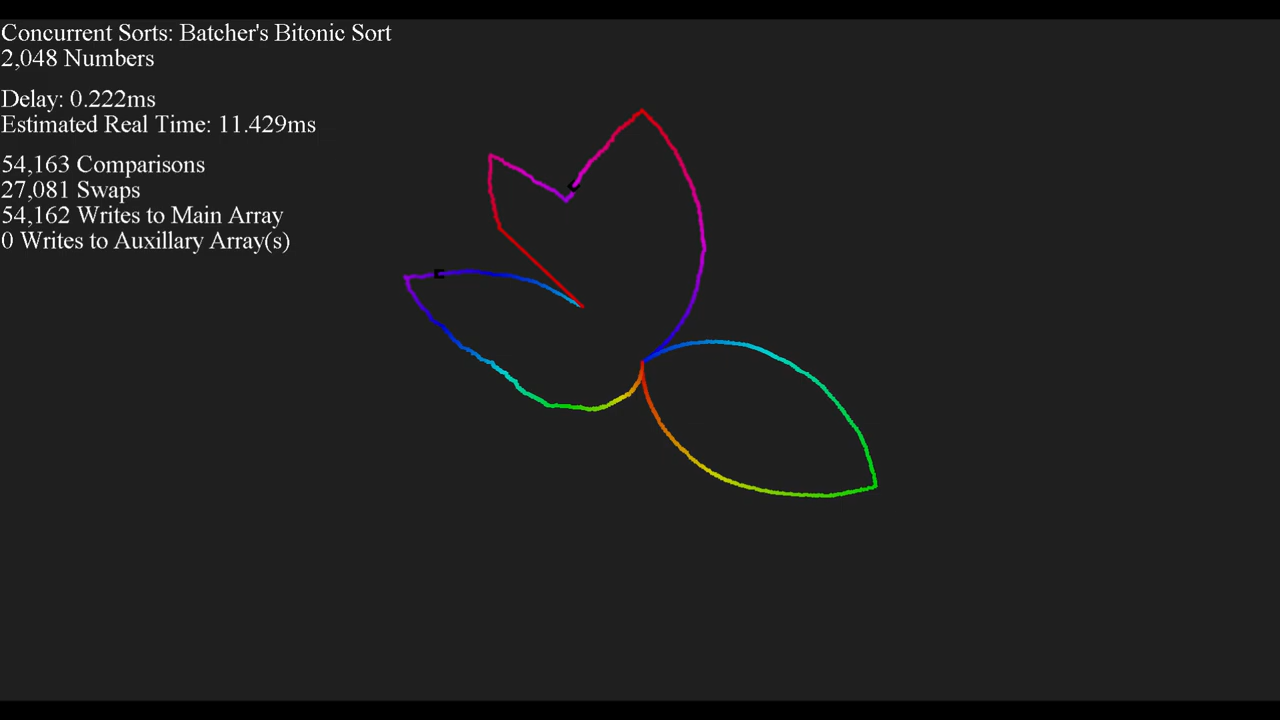 Concurrent Sorts: Batcher's Bitonic Sort
2,048 Numbers
Delay: 0.222ms
Estimated Real Time: 11.429ms
54,163 Comparisons
27,081 Swaps
54,162 Writes to Main Array
0 Writes to Auxillary Array(s)